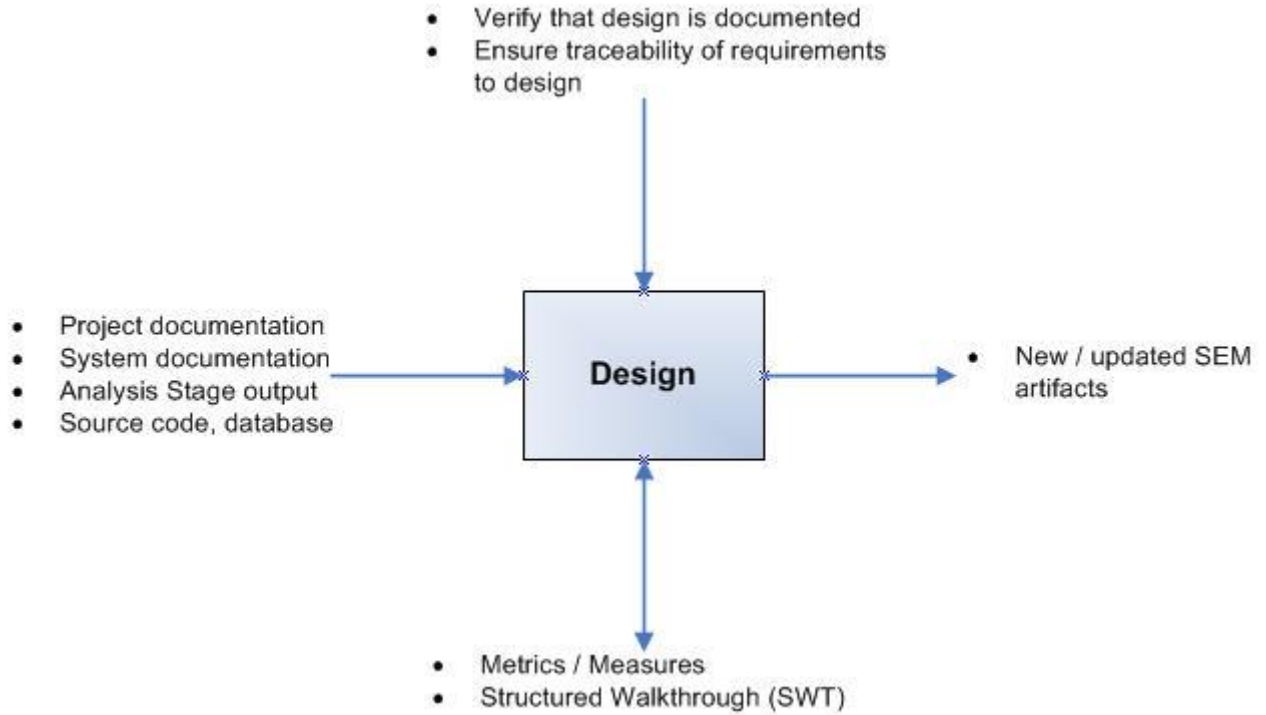 • Verify that design is documented
• Ensure traceability of requirements
to design
• Project documentation
• System documentation
• Analysis Stage output
• Source code, database
Design
• New / updated SEM
artifacts
• Metrics / Measures
• Structured Walkthrough (SWT)